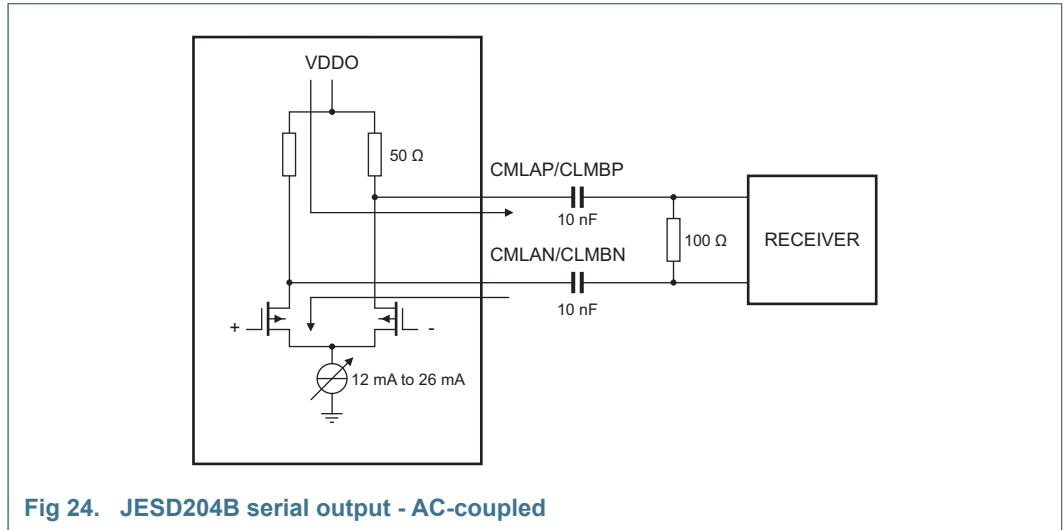 VDDO
50 Ω
CMLAP/CLMBP
10 nF
100 Ω
RECEIVER
CMLAN/CLMBN
10 nF
+
-
12 mA to 26 mA
Fig 24. JESD204B serial output - AC-coupled